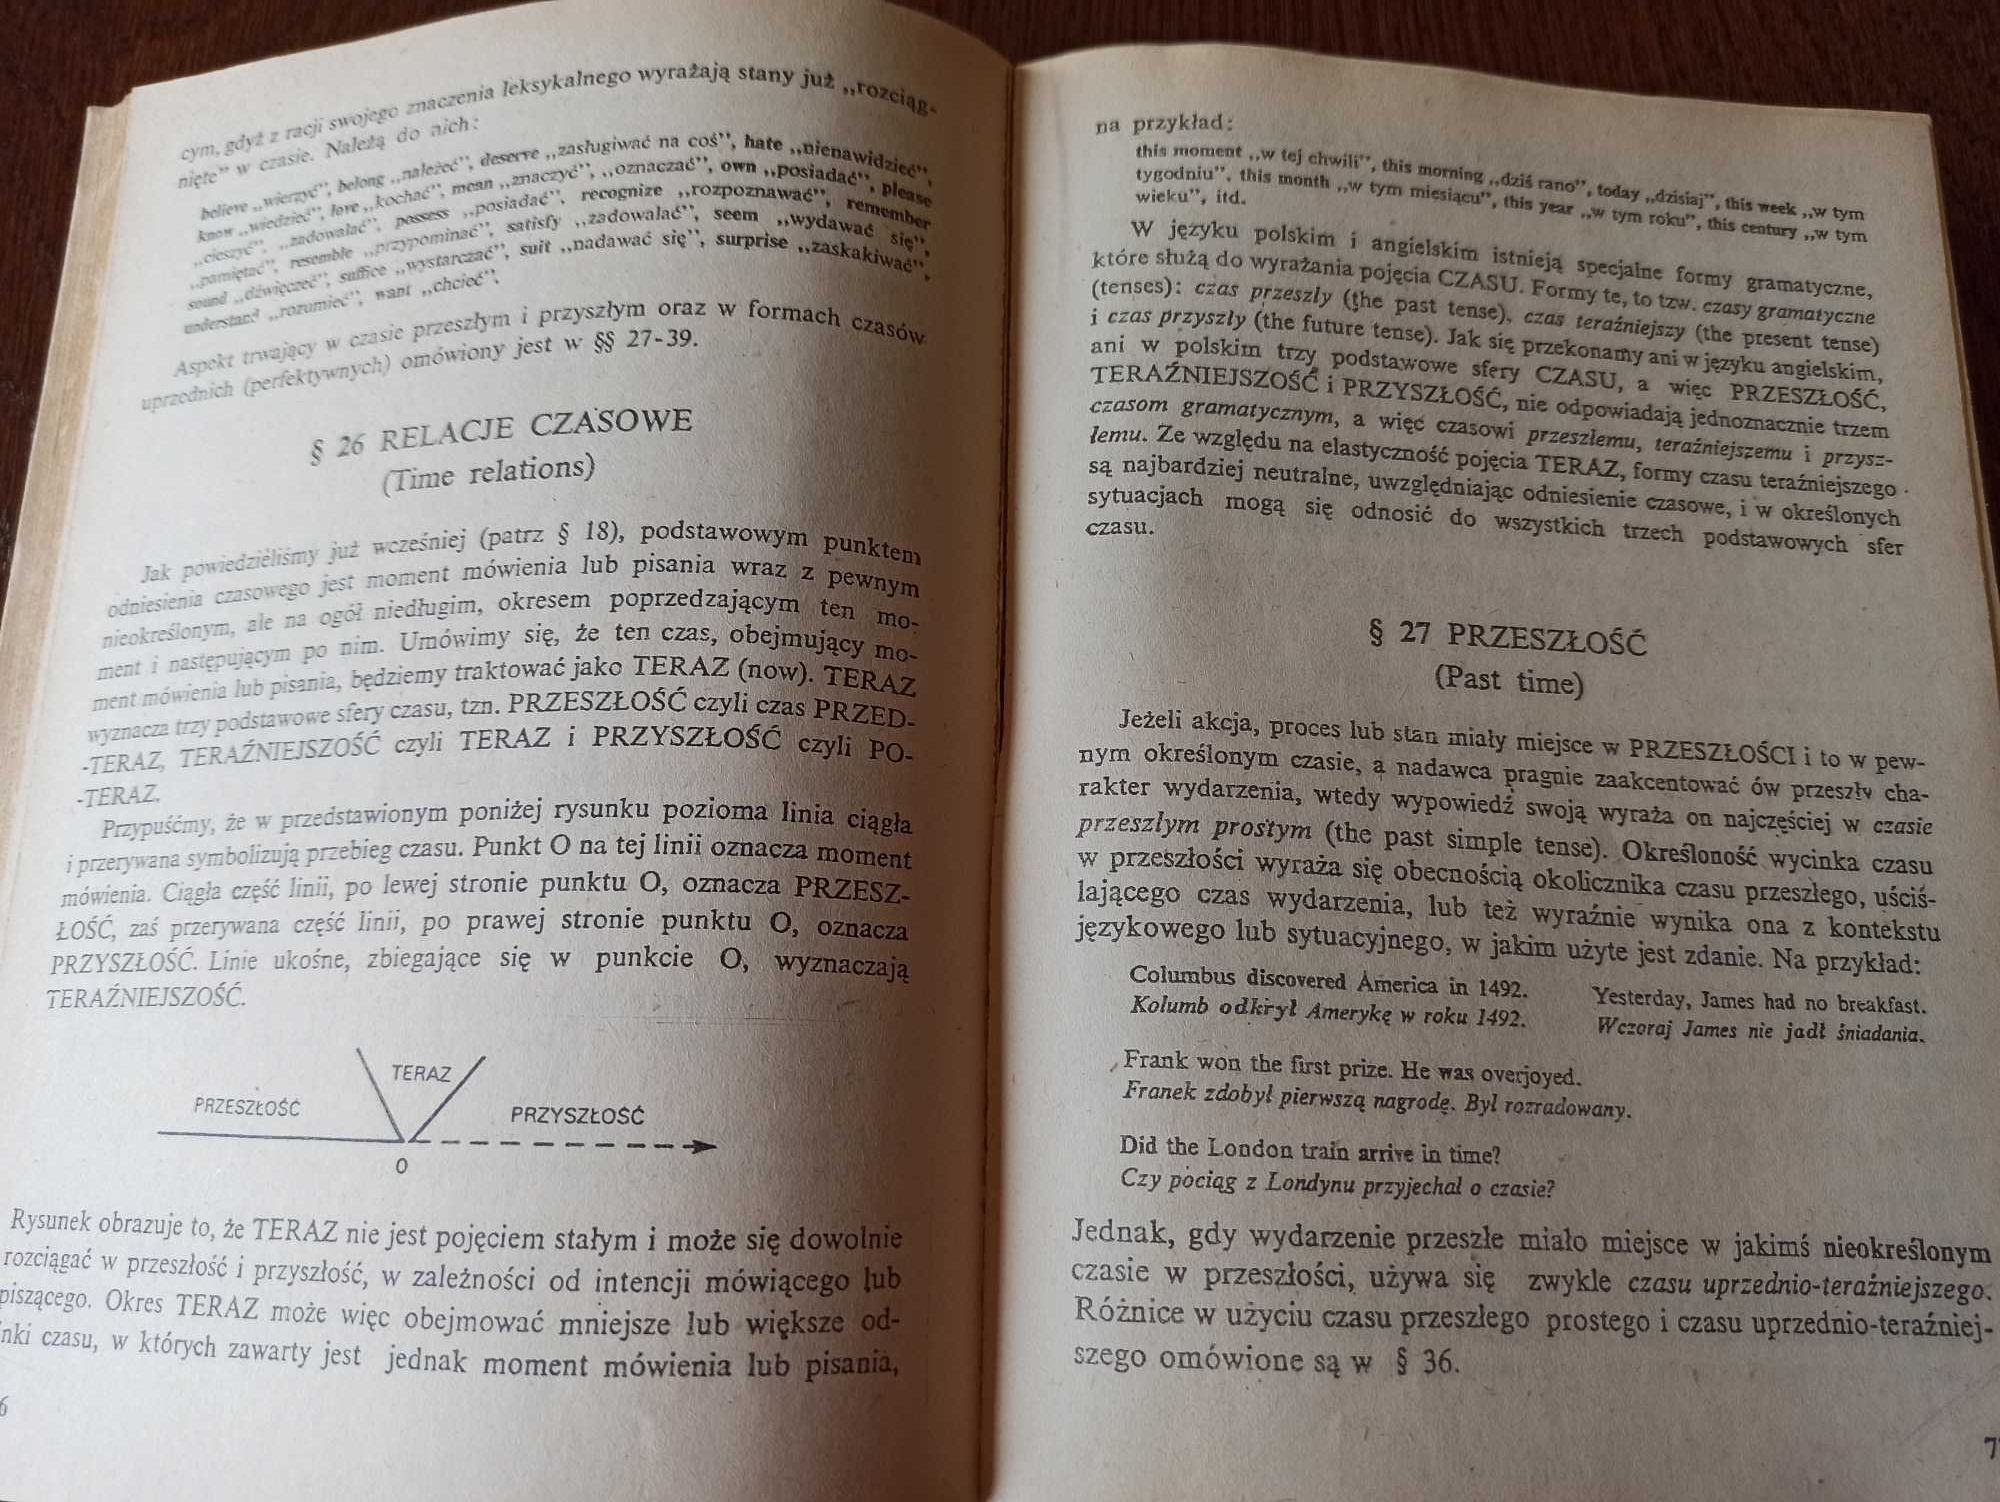 cym, gdyż z racji swojego znaczenia leksykalnego wyrażają stany już „rozciąg-
nięte” w czasie. Należą do nich:
believe „wierzyć”, belong „należeć”, deserve „zasługiwać na coś”, hate „nienawidzieć”,
know „wiedzieć”, love „kochać”, mean „znaczyć”, „oznaczać”, own „posiadać”, please
„cieszyć”, „zadowalać”, possess „posiadać”, recognize „rozpoznawać”, remember
„pamiętać”, resemble „przypominać”, satisfy „zadowalać”, seem „wydawać się”,
sound „dźwięczeć”, suffice „wystarczać”, suit „nadawać się”, surprise „zaskakiwać”,
understand „rozumieć”, want „chcieć”.
Aspekt trwający w czasie przeszłym i przyszłym oraz w formach czasów
uprzednich (perfektywnych) omówiony jest w §§ 27-39.
§ 26 RELACJE CZASOWE
(Time relations)
Jak powiedzieliśmy już wcześniej (patrz § 18), podstawowym punktem
odniesienia czasowego jest moment mówienia lub pisania wraz z pewnym
nieokreślonym, ale na ogół niedługim, okresem poprzedzającym ten mo-
ment i następującym po nim. Umówimy się, że ten czas, obejmujący mo-
ment mówienia lub pisania, będziemy traktować jako TERAZ (now). TERAZ
wyznacza trzy podstawowe sfery czasu, tzn. PRZESZŁOŚĆ czyli czas PRZED-
-TERAZ, TERAŹNIEJSZOŚĆ czyli TERAZ i PRZYSZŁOŚĆ czyli PO-
-TERAZ.
Przypuśćmy, że w przedstawionym poniżej rysunku pozioma linia ciągła
i przerywana symbolizują przebieg czasu. Punkt O na tej linii oznacza moment
mówienia. Ciągła część linii, po lewej stronie punktu O, oznacza PRZESZ-
ŁOŚĆ, zaś przerywana część linii, po prawej stronie punktu O, oznacza
PRZYSZŁOŚĆ. Linie ukośne, zbiegające się w punkcie O, wyznaczają
TERAŹNIEJSZOŚĆ.
TERAZ
PRZESZŁOŚĆ
PRZYSZŁOŚĆ
O
Rysunek obrazuje to, że TERAZ nie jest pojęciem stałym i może się dowolnie
rozciągać w przeszłość i przyszłość, w zależności od intencji mówiącego lub
piszącego. Okres TERAZ może więc obejmować mniejsze lub większe od-
inki czasu, w których zawarty jest jednak moment mówienia lub pisania,
6
na przykład:
this moment „w tej chwili”, this morning „dziś rano”, today „dzisiaj”, this week „w tym
tygodniu”, this month „w tym miesiącu”, this year „w tym roku”, this century „w tym
wieku”, itd.
W języku polskim i angielskim istnieją specjalne formy gramatyczne,
które służą do wyrażania pojęcia CZASU. Formy te, to tzw. czasy gramatyczne
(tenses): czas przeszły (the past tense), czas teraźniejszy (the present tense)
i czas przyszły (the future tense). Jak się przekonamy ani w języku angielskim,
ani w polskim trzy podstawowe sfery CZASU, a więc PRZESZŁOŚĆ,
TERAŹNIEJSZOŚĆ i PRZYSZŁOŚĆ, nie odpowiadają jednoznacznie trzem
czasom gramatycznym, a więc czasowi przeszłemu, teraźniejszemu i przysz-
łemu. Ze względu na elastyczność pojęcia TERAZ, formy czasu teraźniejszego
są najbardziej neutralne, uwzględniając odniesienie czasowe, i w określonych
sytuacjach mogą się odnosić do wszystkich trzech podstawowych sfer
czasu.
§ 27 PRZESZŁOŚĆ
(Past time)
Jeżeli akcja, proces lub stan miały miejsce w PRZESZŁOŚCI i to w pew-
nym określonym czasie, a nadawca pragnie zaakcentować ów przeszły cha-
rakter wydarzenia, wtedy wypowiedź swoją wyraża on najczęściej w czasie
przeszłym prostym (the past simple tense). Określoność wycinka czasu
w przeszłości wyraża się obecnością okolicznika czasu przeszłego, uściś-
lającego czas wydarzenia, lub też wyraźnie wynika ona z kontekstu
językowego lub sytuacyjnego, w jakim użyte jest zdanie. Na przykład:
Columbus discovered America in 1492. Yesterday, James had no breakfast.
Kolumb odkrył Amerykę w roku 1492. Wczoraj James nie jadł śniadania.
Frank won the first prize. He was overjoyed.
Franek zdobył pierwszą nagrodę. Był rozradowany.
Did the London train arrive in time?
Czy pociąg z Londynu przyjechał o czasie?
Jednak, gdy wydarzenie przeszłe miało miejsce w jakimś nieokreślonym
czasie w przeszłości, używa się zwykle czasu uprzednio-teraźniejszego.
Różnice w użyciu czasu przeszłego prostego i czasu uprzednio-teraźniej-
szego omówione są w § 36.